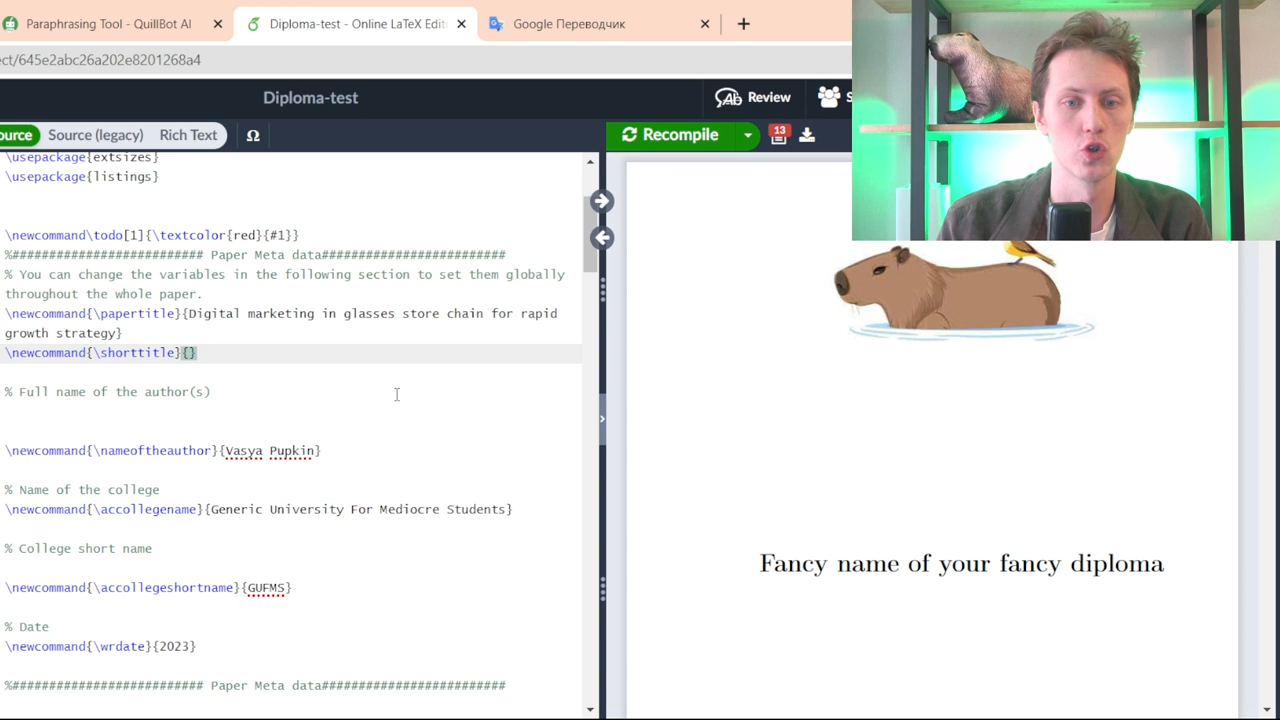 Paraphrasing Tool - QuillBot AI
Diploma-test - Online LaTeX Edit
Google Переводчик
ect/645e2abc26a202e8201268a4
Diploma-test
Review
S
ource
Source (legacy)
Rich Text
Ω
Recompile
13
\usepackage{extsizes}
\usepackage{listings}
\newcommand\todo[1]{\textcolor{red}{#1}}
%########################## Paper Meta data#########################
% You can change the variables in the following section to set them globally
throughout the whole paper.
\newcommand{\papertitle}{Digital marketing in glasses store chain for rapid
growth strategy}
\newcommand{\shorttitle}{}
% Full name of the author(s)
\newcommand{\nameoftheauthor}{Vasya Pupkin}
% Name of the college
\newcommand{\accollegename}{Generic University For Mediocre Students}
% College short name
\newcommand{\accollegeshortname}{GUFMS}
% Date
\newcommand{\wrdate}{2023}
%########################## Paper Meta data#########################
Fancy name of your fancy diploma